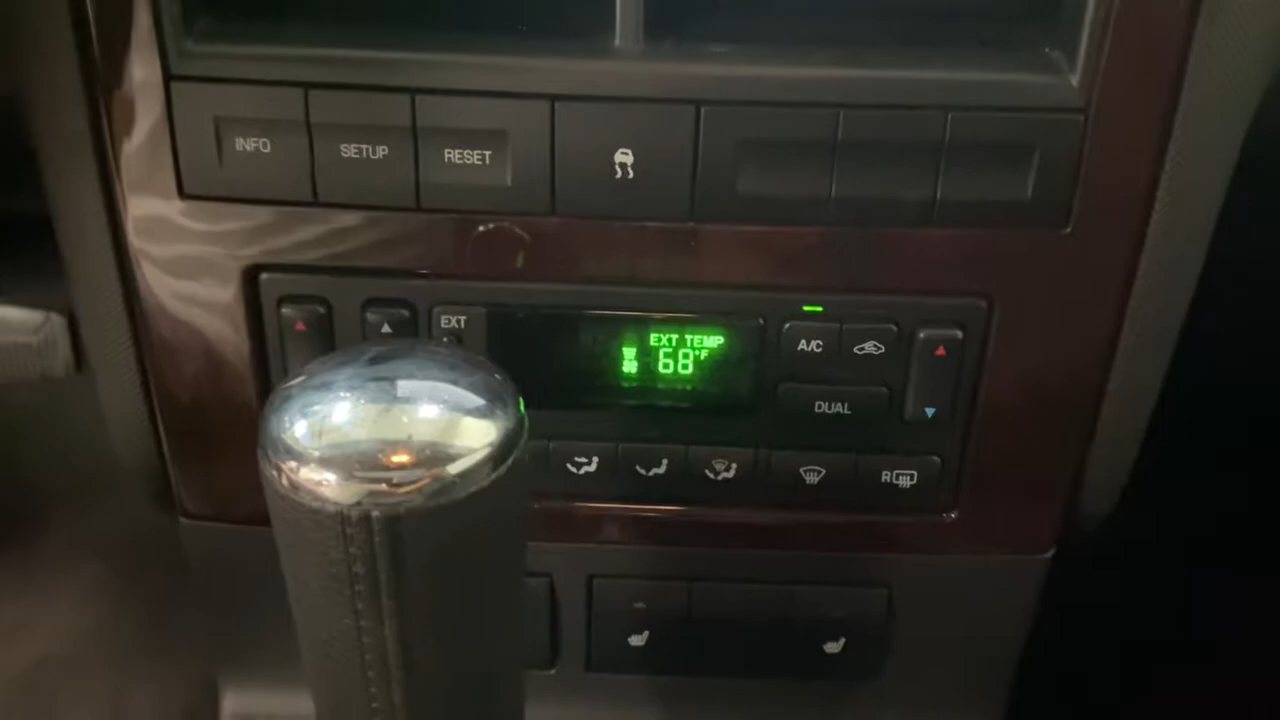 INFO
SETUP
RESET
EXT
EXT TEMP
68°F
A/C
DUAL
R